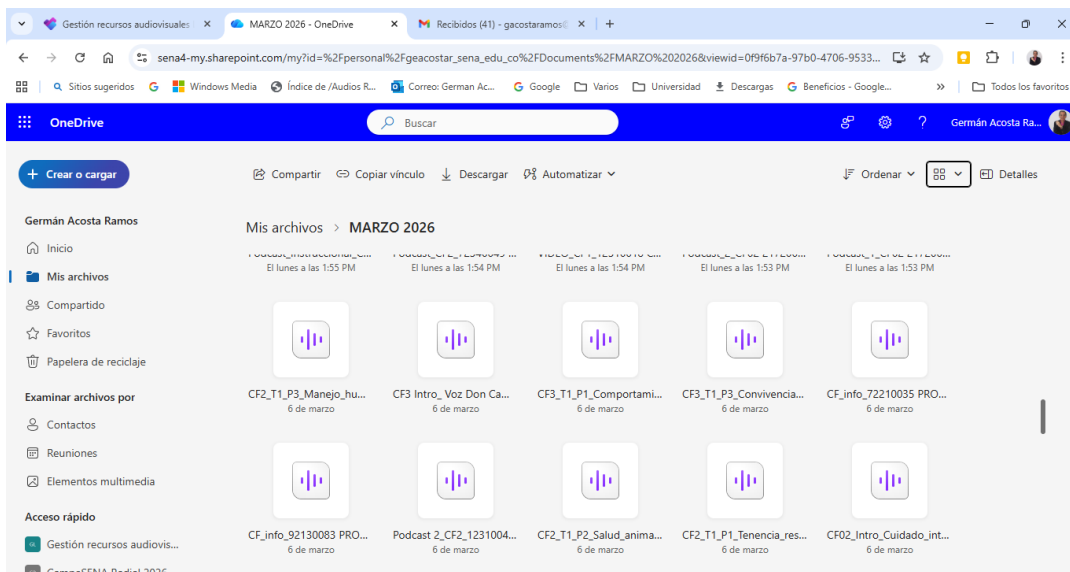 Gestión recursos audiovisuales
MARZO 2026 - OneDrive
Recibidos (41) - gacostaramos@
sena4-my.sharepoint.com/my?id=%2Fpersonal%2Fgeacostar_sena_edu_co%2FDocuments%2FMARZO%202026&viewid=0f9f6b7a-97b0-4706-9533...
Sitios sugeridos
Windows Media
Índice de /Audios R...
Correo: German Ac...
Google
Varios
Universidad
Descargas
Beneficios - Google...
Todos los favoritos
OneDrive
Buscar
Germán Acosta Ra...
+ Crear o cargar
Compartir
Copiar vínculo
Descargar
Automatizar
Ordenar
Detalles
Germán Acosta Ramos
Inicio
Mis archivos
Compartido
Favoritos
Papelera de reciclaje
Examinar archivos por
Contactos
Reuniones
Elementos multimedia
Acceso rápido
Gestión recursos audiovis...
Mis archivos > MARZO 2026
El lunes a las 1:55 PM
El lunes a las 1:54 PM
El lunes a las 1:54 PM
El lunes a las 1:53 PM
El lunes a las 1:53 PM
CF2_T1_P3_Manejo_hu...
6 de marzo
CF3 Intro_ Voz Don Ca...
6 de marzo
CF3_T1_P1_Comportami...
6 de marzo
CF3_T1_P3_Convivencia...
6 de marzo
CF_info_72210035 PRO...
6 de marzo
CF_info_92130083 PRO...
6 de marzo
Podcast 2_CF2_1231004...
6 de marzo
CF2_T1_P2_Salud_anima...
6 de marzo
CF2_T1_P1_Tenencia_res...
6 de marzo
CF02_Intro_Cuidado_int...
6 de marzo